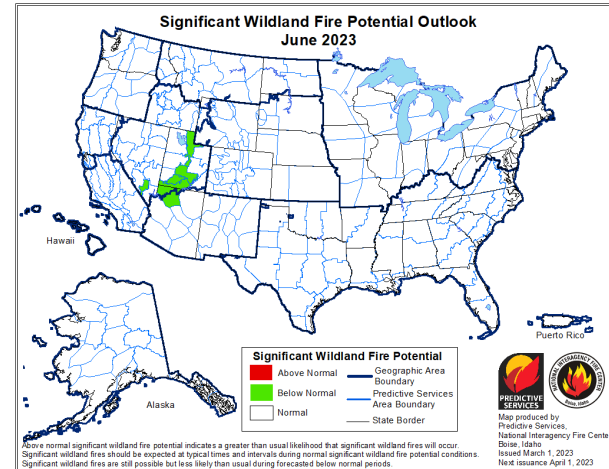 Significant Wildland Fire Potential Outlook
June 2023
Hawaii
Alaska
Puerto Rico
Significant Wildland Fire Potential
Above Normal
Below Normal
Normal
Geographic Area
Boundary
Predictive Services
Area Boundary
State Border
PREDICTIVE
SERVICES
NATIONAL INTERAGENCY FIRE CENTER
Boise, Idaho
Map produced by
Predictive Services,
National Interagency Fire Cente
Boise, Idaho
Issued March 1, 2023
Next issuance April 1, 2023
Above normal significant wildland fire potential indicates a greater than usual likelihood that significant wildland fires will occur.
Significant wildland fires should be expected at typical times and intervals during normal significant wildland fire potential conditions.
Significant wildland fires are still possible but less likely than usual during forecasted below normal periods.